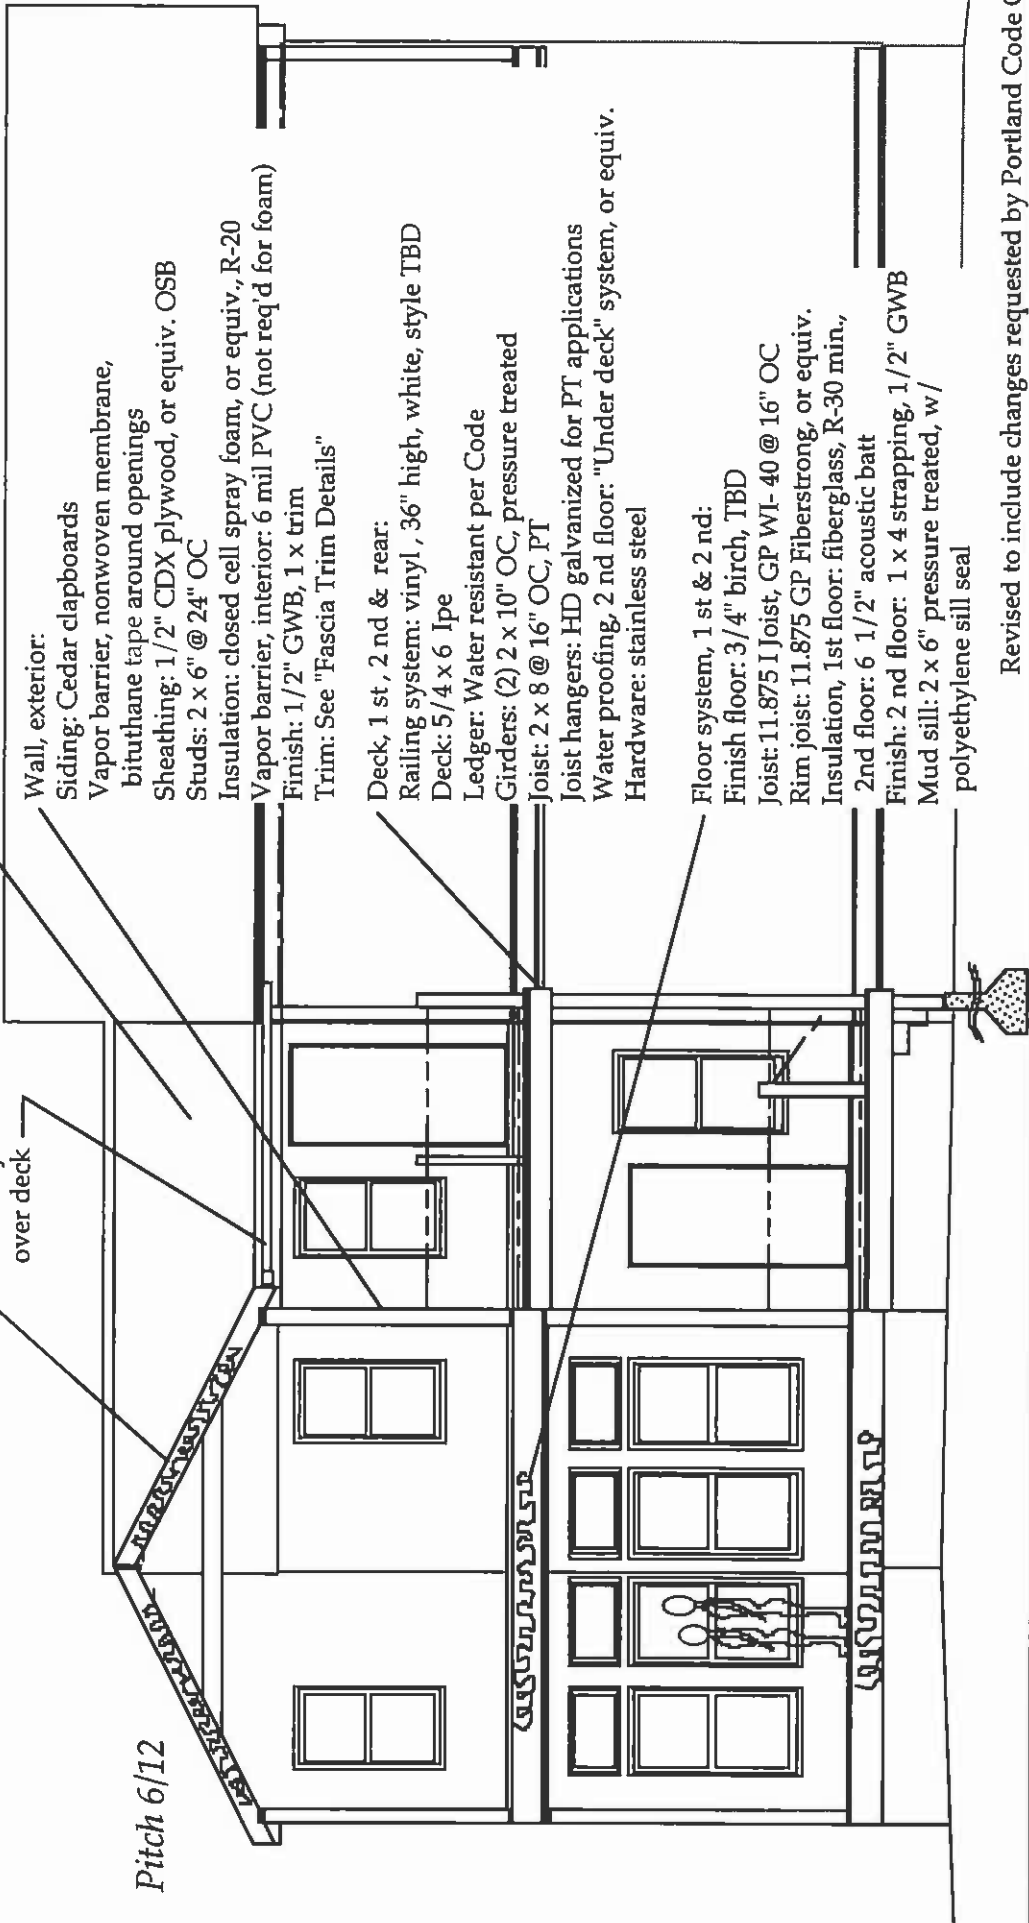 over deck
Pitch 6/12
Wall, exterior:
Siding: Cedar clapboards
Vapor barrier, nonwoven membrane,
bituthane tape around openings
Sheathing: 1/2" CDX plywood, or equiv. OSB
Studs: 2 x 6" @ 24" OC
Insulation: closed cell spray foam, or equiv., R-20
Vapor barrier, interior: 6 mil PVC (not req'd for foam)
Finish: 1/2" GWB, 1 x trim
Trim: See "Fascia Trim Details"
Deck, 1 st , 2 nd & rear:
Railing system: vinyl , 36" high, white, style TBD
Deck: 5/4 x 6 Ipe
Ledger: Water resistant per Code
Girders: (2) 2 x 10" OC, pressure treated
Joist: 2 x 8 @ 16" OC, PT
Joist hangers: HD galvanized for PT applications
Water proofing, 2 nd floor: "Under deck" system, or equiv.
Hardware: stainless steel
Floor system, 1 st & 2 nd:
Finish floor: 3/4" birch, TBD
Joist: 11.875 I Joist, GP WI- 40 @ 16" OC
Rim joist: 11.875 GP Fiberstrong, or equiv.
Insulation, 1st floor: fiberglass, R-30 min.,
2nd floor: 6 1/2" acoustic batt
Finish: 2 nd floor: 1 x 4 strapping, 1/2" GWB
Mud sill: 2 x 6" pressure treated, w/
polyethylene sill seal
Revised to include changes requested by Portland Code